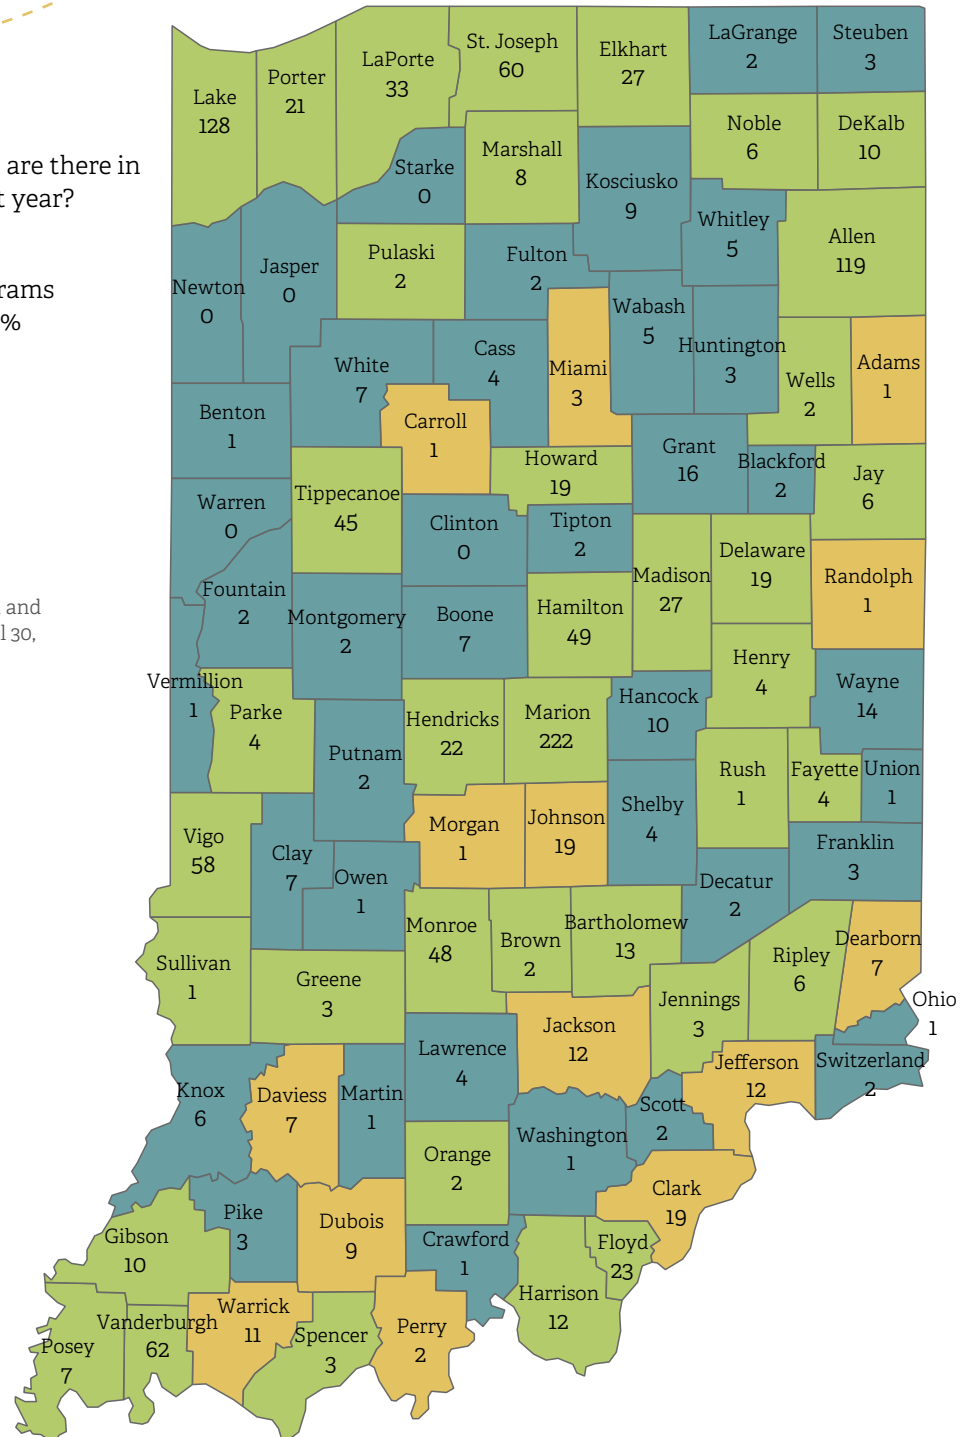 are there in
t year?
rams
%
and
l 30,
LaGrange
2
Steuben
3
St. Joseph
60
Elkhart
27
LaPorte
33
Porter
21
Lake
128
Noble
6
DeKalb
10
Marshall
8
Starke
0
Kosciusko
9
Whitley
5
Allen
119
Pulaski
2
Fulton
2
Jasper
0
Newton
0
Wabash
5
Huntington
3
White
7
Cass
4
Miami
3
Wells
2
Adams
1
Benton
1
Carroll
1
Howard
19
Grant
16
Blackford
2
Jay
6
Warren
0
Tippecanoe
45
Clinton
0
Tipton
2
Delaware
19
Madison
27
Randolph
1
Fountain
2
Montgomery
2
Boone
7
Hamilton
49
Henry
4
Vermillion
1
Parke
4
Hendricks
22
Marion
222
Hancock
10
Wayne
14
Putnam
2
Rush
1
Fayette
4
Union
1
Vigo
58
Clay
7
Morgan
1
Johnson
19
Shelby
4
Franklin
3
Owen
1
Decatur
2
Monroe
48
Brown
2
Bartholomew
13
Sullivan
1
Greene
3
Ripley
6
Dearborn
7
Jennings
3
Ohio
1
Jackson
12
Lawrence
4
Jefferson
12
Switzerland
2
Knox
6
Daviess
7
Martin
1
Scott
2
Washington
1
Orange
2
Clark
19
Pike
3
Dubois
9
Gibson
10
Crawford
1
Floyd
23
Harrison
12
Warrick
11
Vanderburgh
62
Posey
7
Spencer
3
Perry
2